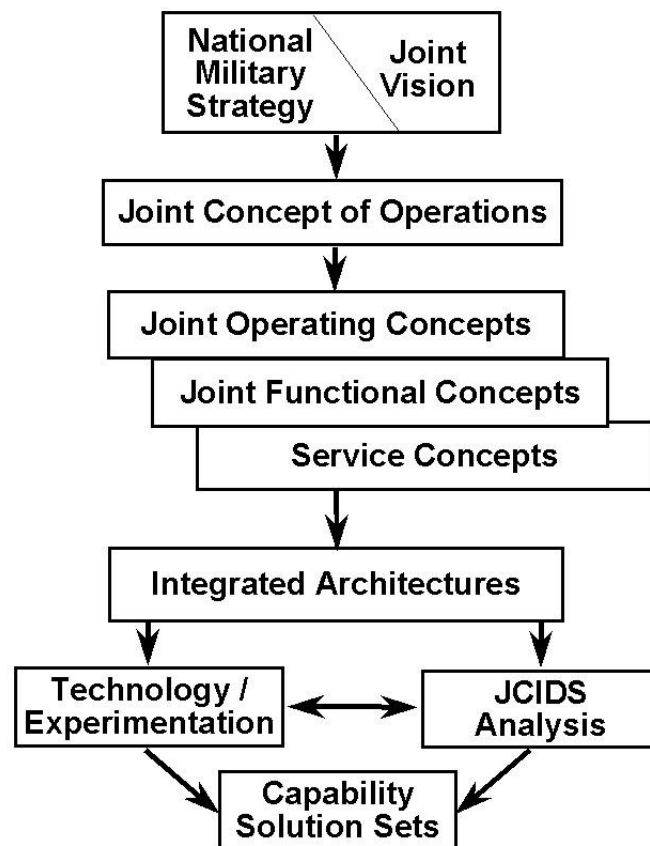 National
Military
Strategy
Joint
Vision
Joint Concept of Operations
Joint Operating Concepts
Joint Functional Concepts
Service Concepts
Integrated Architectures
Technology /
Experimentation
JCIDS
Analysis
Capability
Solution Sets